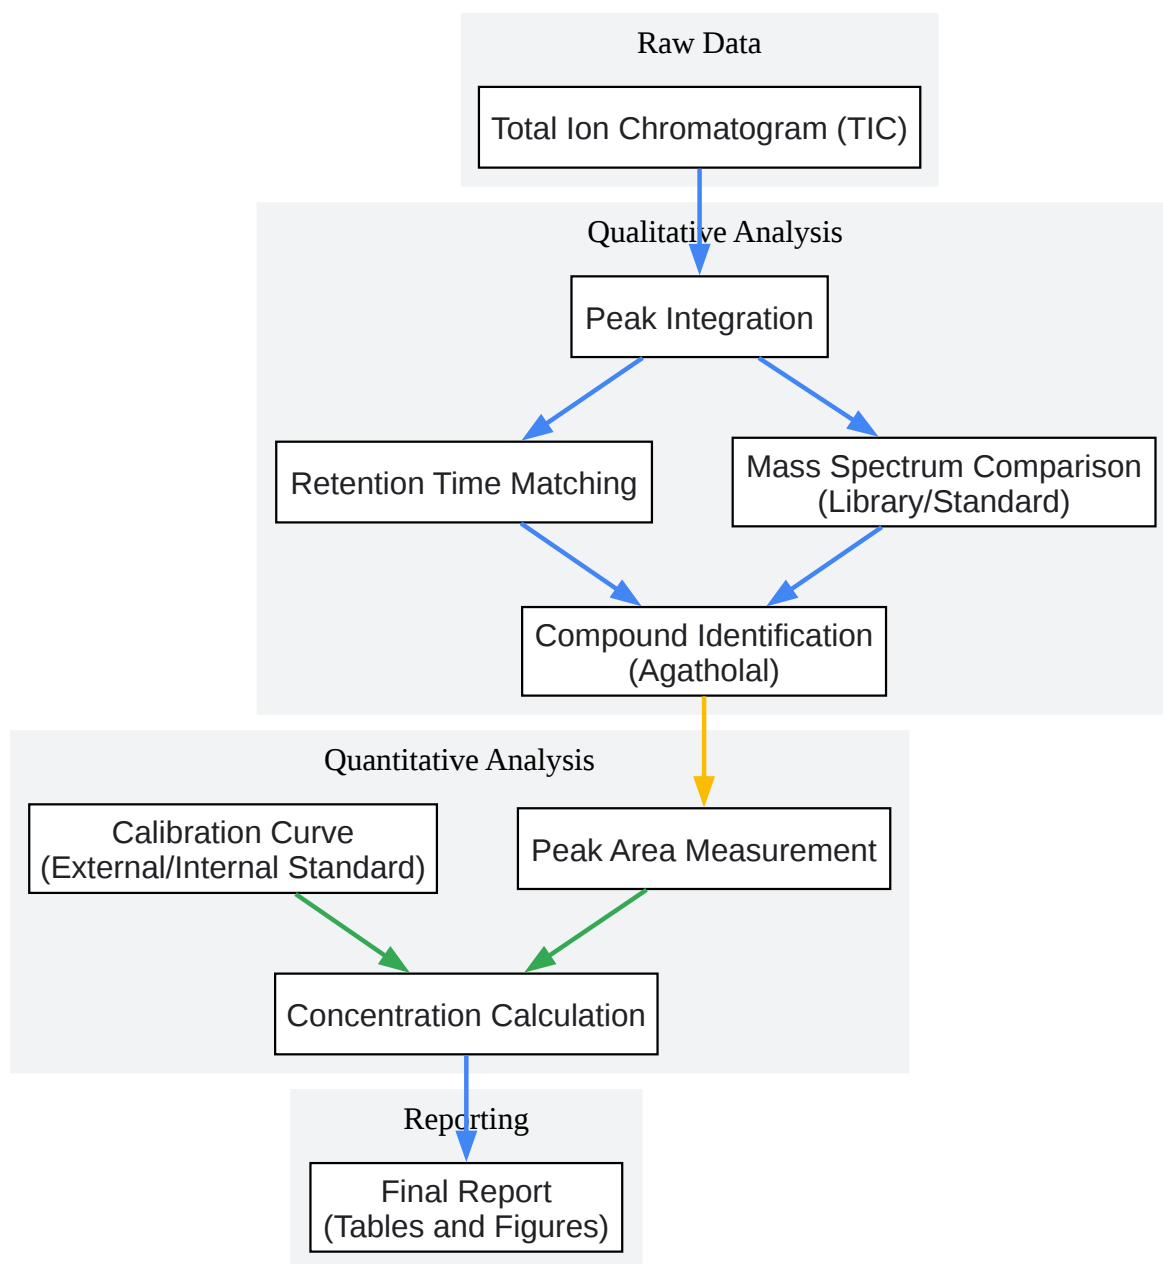 Raw Data
Total Ion Chromatogram (TIC)
Qualitative Analysis
Peak Integration
Retention Time Matching
Mass Spectrum Comparison
(Library/Standard)
Compound Identification
(Agatholal)
Quantitative Analysis
Calibration Curve
(External/Internal Standard)
Peak Area Measurement
Concentration Calculation
Reporting
Final Report
(Tables and Figures)